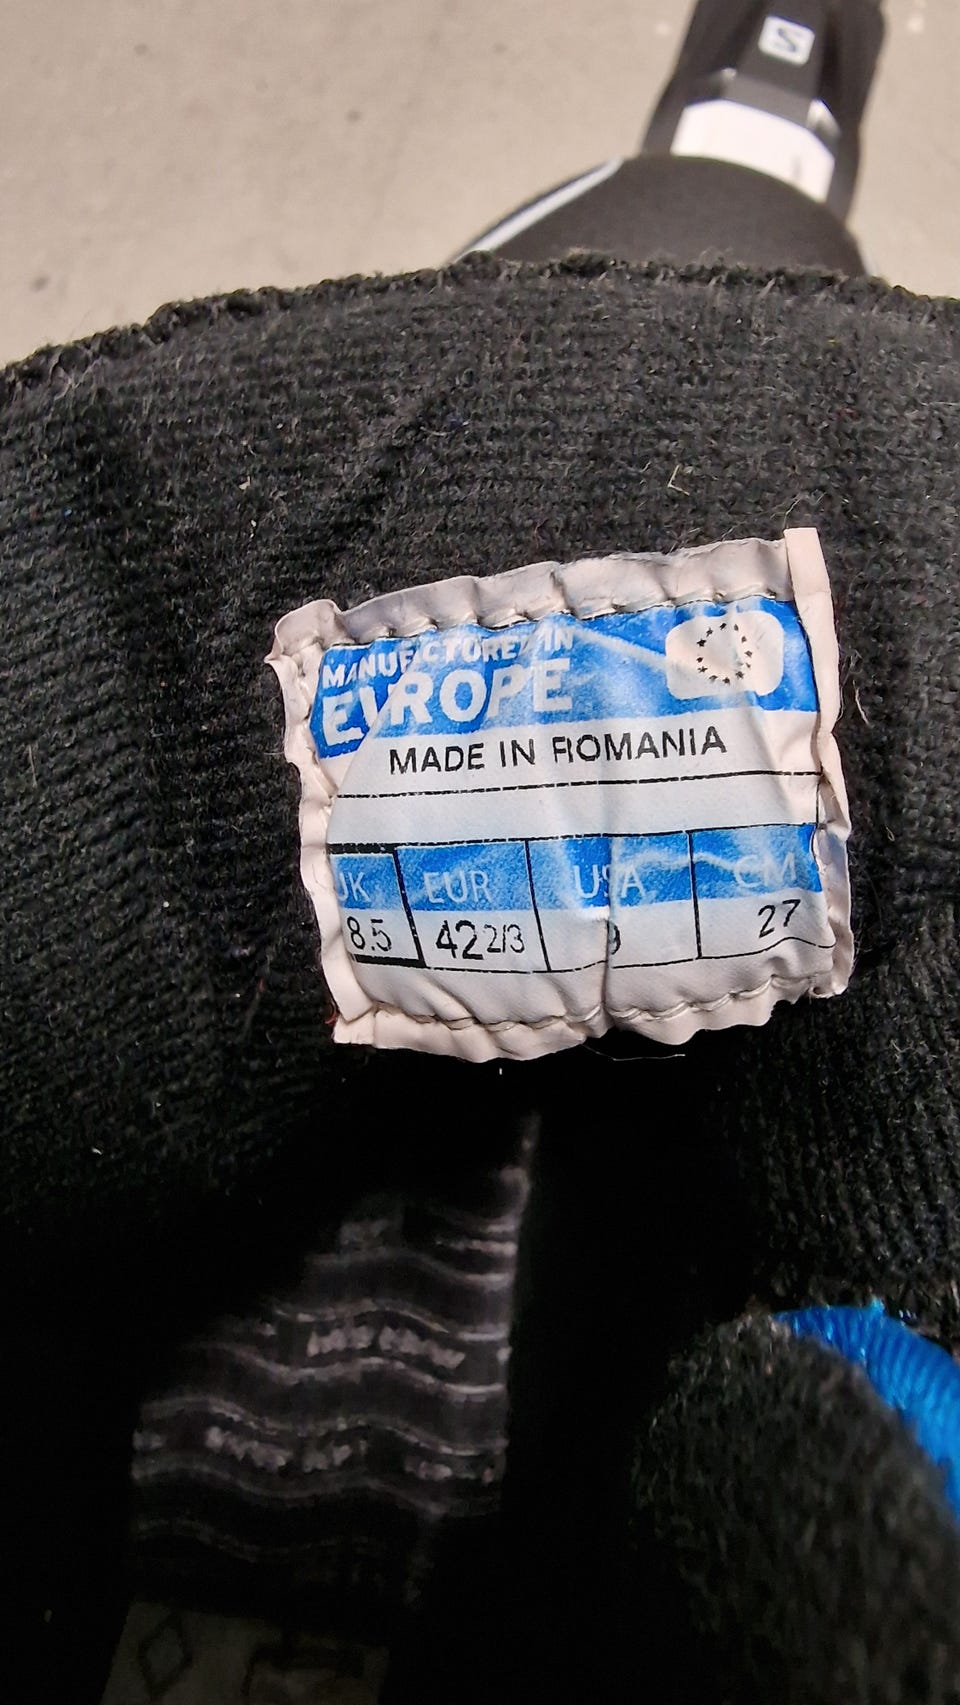 S
MANUFACTURED IN
EUROPE
MADE IN ROMANIA
UK EUR USA CM
8.5 42 2/3 9 27